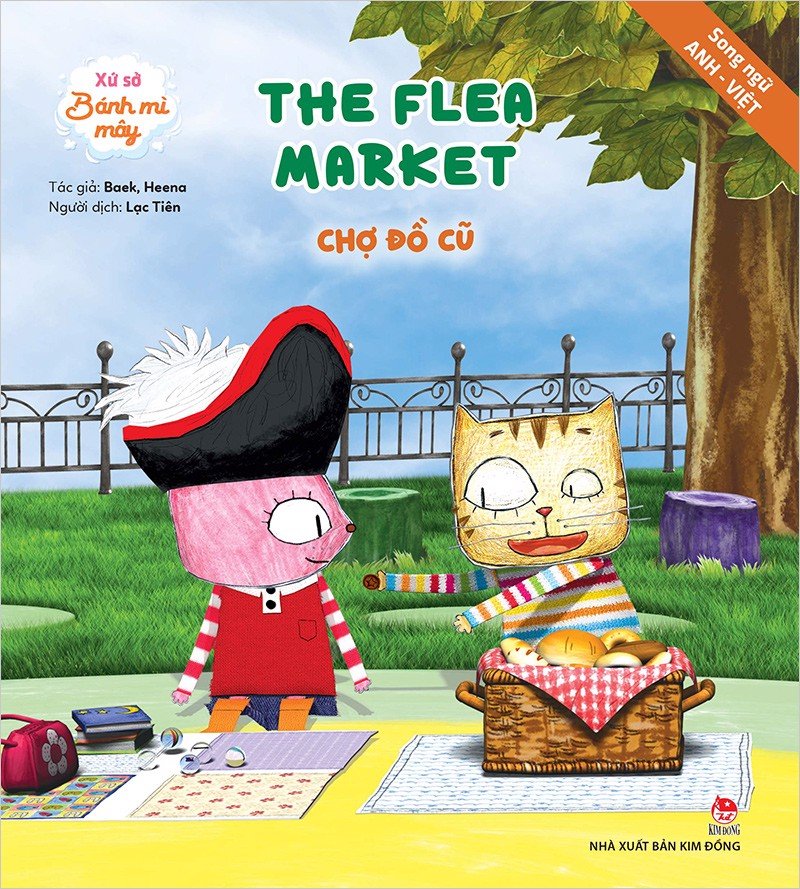 Xứ sở
Bánh mì
mây
THE FLEA
MARKET
Song ngữ
ANH - VIỆT
Tác giả: Baek, Heena
Người dịch: Lạc Tiên
CHỢ ĐỒ CŨ
KIM ĐỒNG
NHÀ XUẤT BẢN KIM ĐỒNG